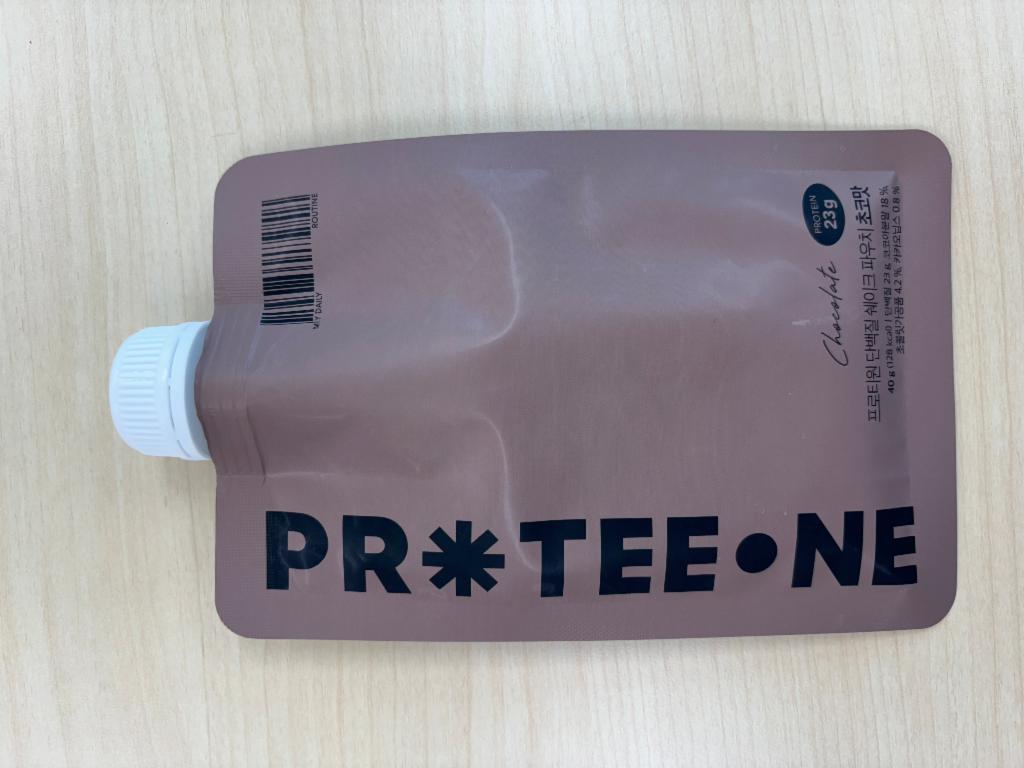 PR*TEE•NE
MY DAILY ROUTINE
PROTEIN
23g
Chocolate
프로티원 단백질 쉐이크 파우치 초코맛
40 g (128 kcal) | 단백질 23 g, 코코아분말 18 %,
초콜릿가공품 4.2 %, 카카오닙스 0.8 %